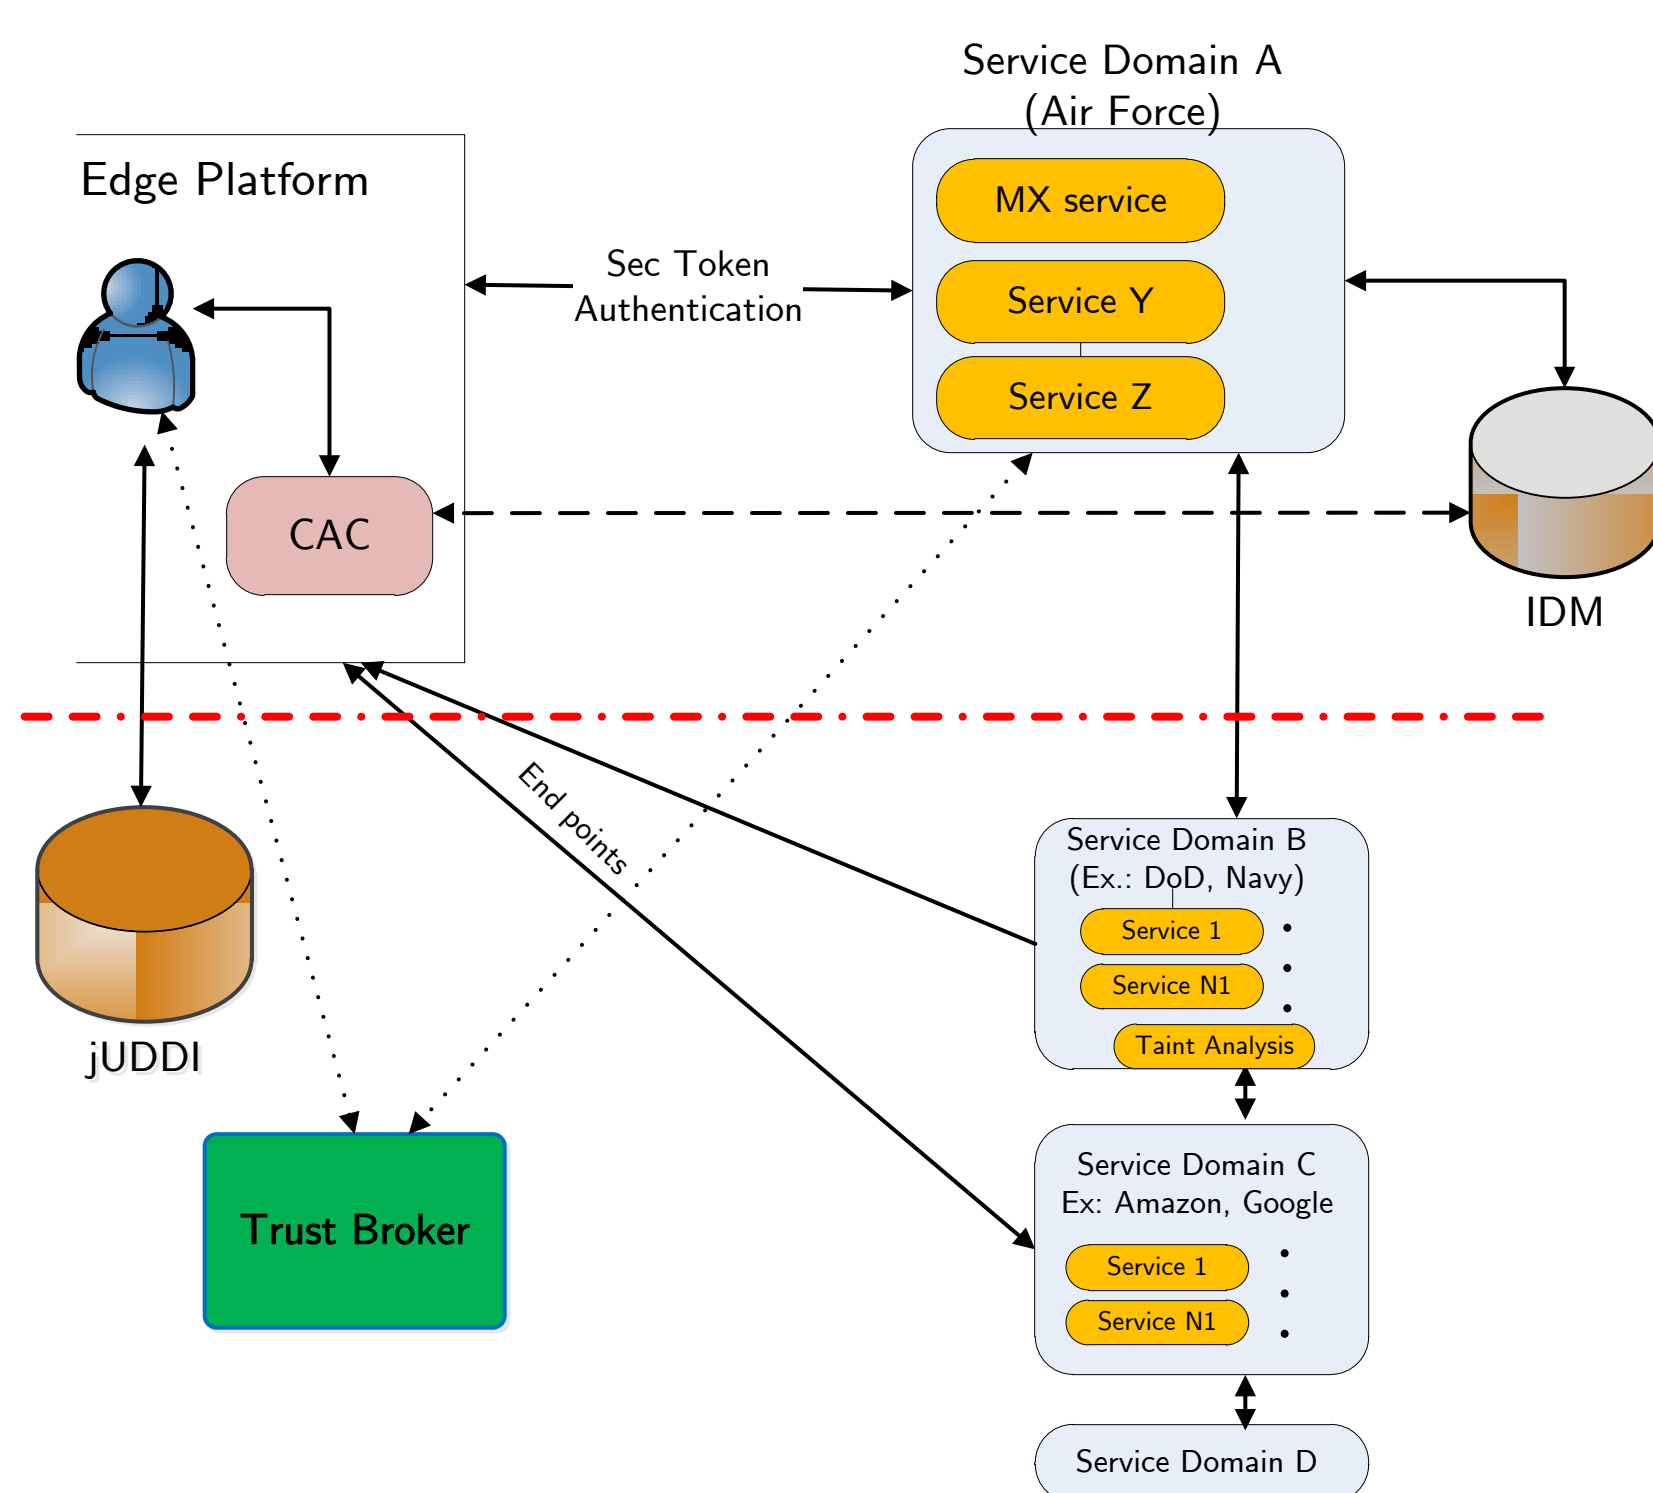 Service Domain A
(Air Force)
Edge Platform
MX service
Sec Token
Authentication
Service Y
Service Z
CAC
IDM
End points
Service Domain B
(Ex.: DoD, Navy)
Service 1
Service N1
Taint Analysis
jUDDI
Trust Broker
Service Domain C
Ex: Amazon, Google
Service 1
Service N1
Service Domain D